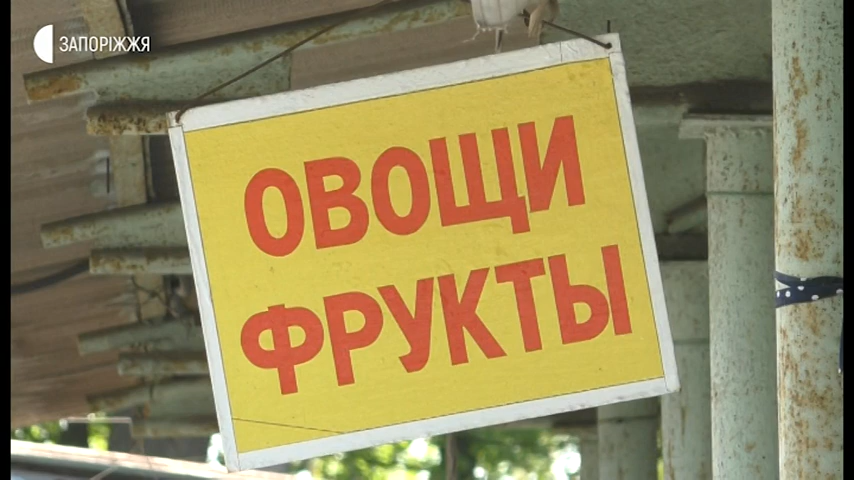 ЗАПОРІЖЖЯ
ОВОЩИ
ФРУКТЫ